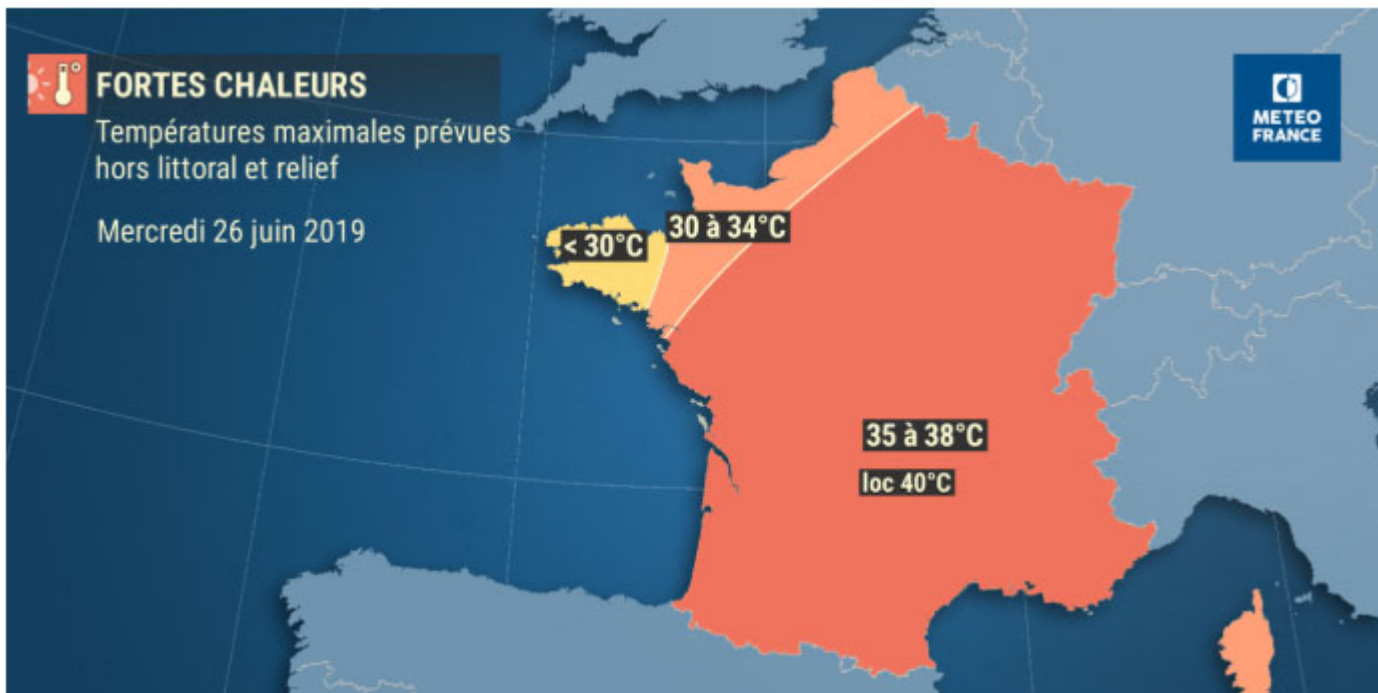 FORTES CHALEURS
Températures maximales prévues
hors littoral et relief
Mercredi 26 juin 2019
METEO
FRANCE
30 à 34°C
< 30°C
35 à 38°C
loc 40°C